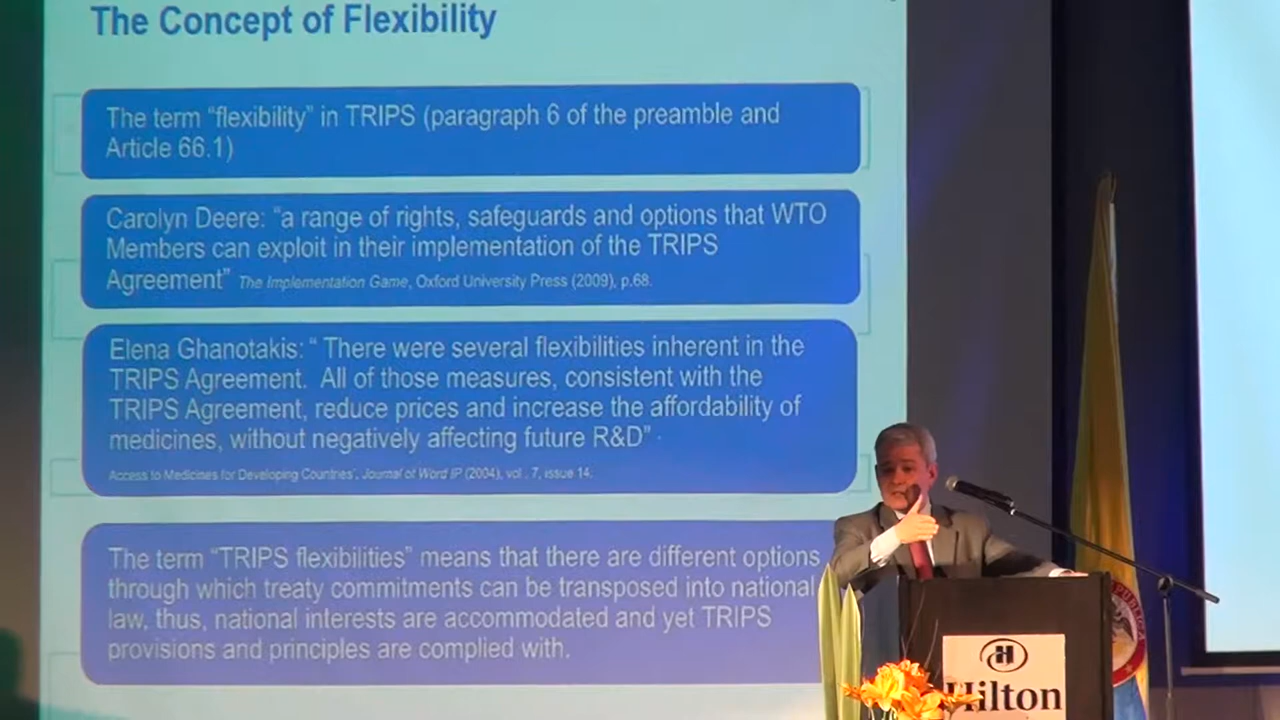 The Concept of Flexibility
The term “flexibility” in TRIPS (paragraph 6 of the preamble and
Article 66.1)
Carolyn Deere: “a range of rights, safeguards and options that WTO
Members can exploit in their implementation of the TRIPS
Agreement” The Implementation Game, Oxford University Press (2009), p.68.
Elena Ghanotakis: “ There were several flexibilities inherent in the
TRIPS Agreement. All of those measures, consistent with the
TRIPS Agreement, reduce prices and increase the affordability of
medicines, without negatively affecting future R&D”
Access to Medicines for Developing Countries’, Journal of Word IP (2004), vol . 7, issue 14.
The term “TRIPS flexibilities” means that there are different options
through which treaty commitments can be transposed into national
law, thus, national interests are accommodated and yet TRIPS
provisions and principles are complied with.
H
Hilton